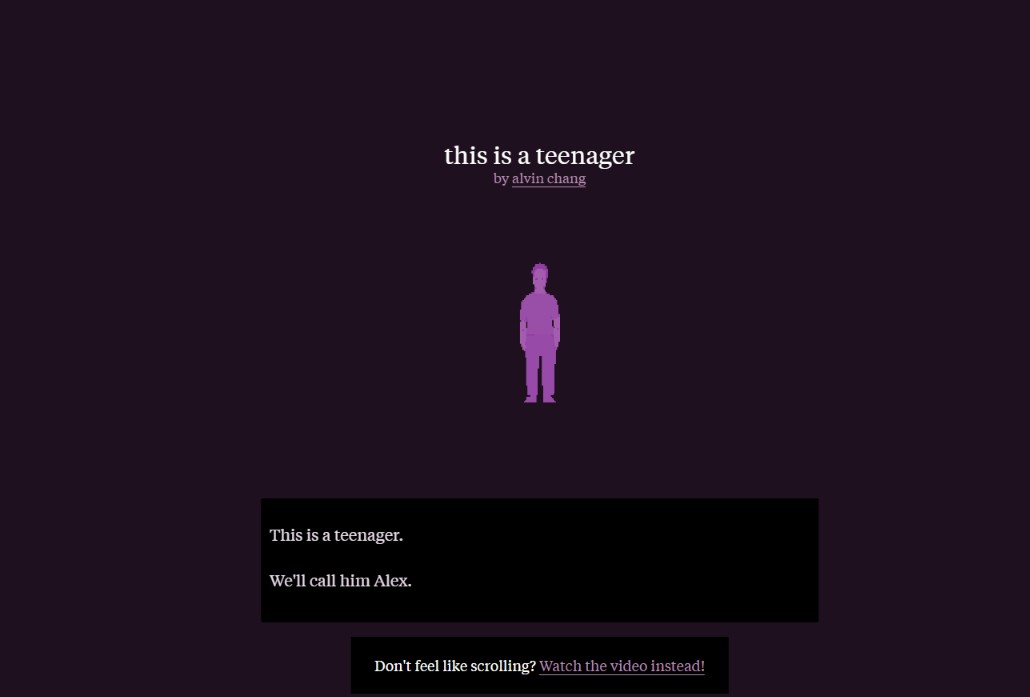 this is a teenager
by alvin chang
This is a teenager.
We'll call him Alex.
Don't feel like scrolling? Watch the video instead!